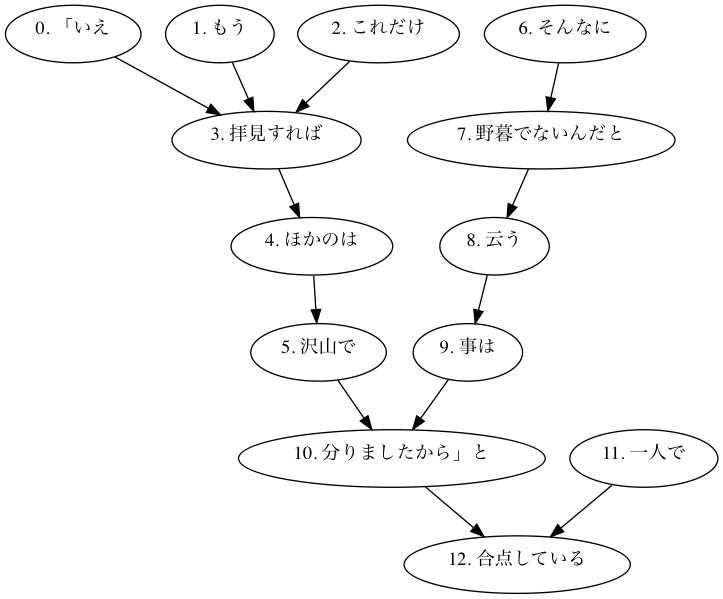 0. 「いえ
1. もう
2. これだけ
6. そんなに
3. 拝見すれば
7. 野暮でないんだと
4. ほかのは
8. 云う
5. 沢山で
9. 事は
10. 分りましたから」と
11. 一人で
12. 合点している